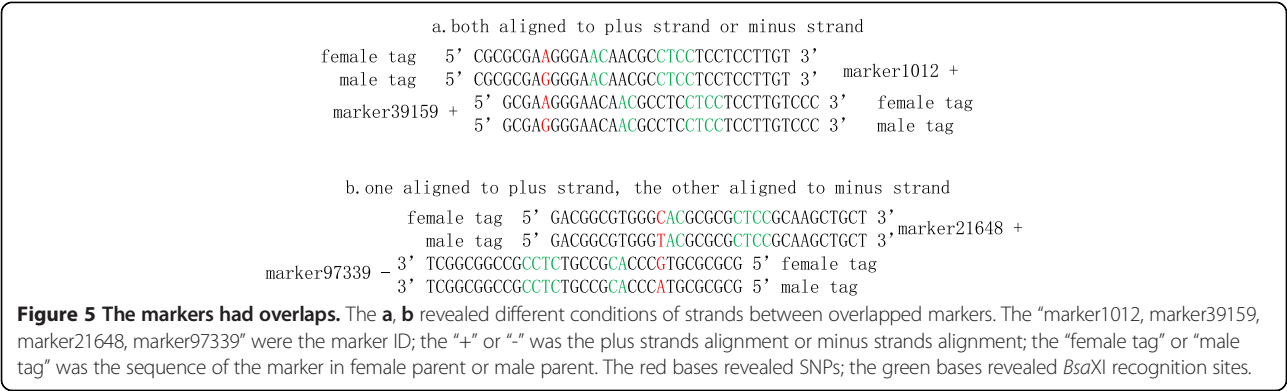 a.both aligned to plus strand or minus strand
female tag 5’ CGCGCGAAGGGAACAACGCCTCCTCCTCCTTGT 3’
male tag 5’ CGCGCGAGGGGAACAACGCCTCCTCCTCCTTGT 3’
marker1012 +
marker39159 +
5’ GCGAAGGGAACAACGCCTCCTCCTCCTTGTCCC 3’ female tag
5’ GCGAGGGGAACAACGCCTCCTCCTCCTTGTCCC 3’ male tag
b.one aligned to plus strand, the other aligned to minus strand
female tag 5’ GACGGCGTGGGCACGCGCGCTCCGCAAGCTGCT 3’
male tag 5’ GACGGCGTGGGTACGCGCGCTCCGCAAGCTGCT 3’
marker21648 +
marker97339 –
3’ TCGGCGGCCGCCTCTGCCGCACCCGTGCGCGCG 5’ female tag
3’ TCGGCGGCCGCCTCTGCCGCACCCATGCGCGCG 5’ male tag
Figure 5 The markers had overlaps. The a, b revealed different conditions of strands between overlapped markers. The “marker1012, marker39159,
marker21648, marker97339” were the marker ID; the “+” or “-” was the plus strands alignment or minus strands alignment; the “female tag” or “male
tag” was the sequence of the marker in female parent or male parent. The red bases revealed SNPs; the green bases revealed BsaXI recognition sites.